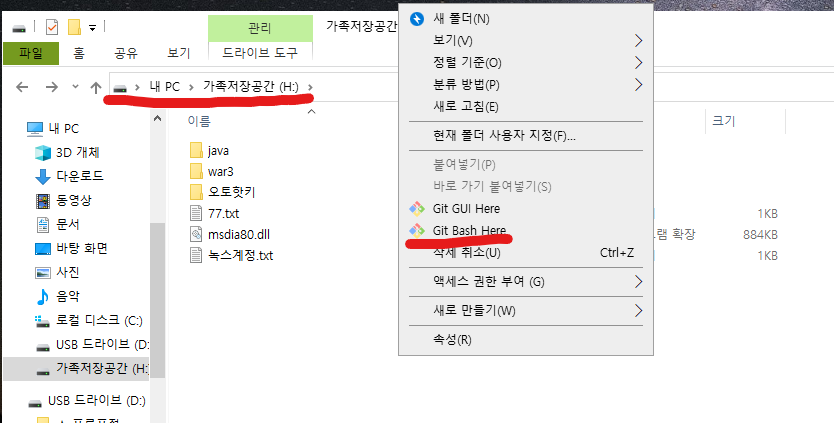 관리
가족저장공간
파일
홈
공유
보기
드라이브 도구
내 PC
가족저장공간 (H:)
내 PC
3D 개체
다운로드
동영상
문서
바탕 화면
사진
음악
로컬 디스크 (C:)
USB 드라이브 (D:
가족저장공간 (H:
USB 드라이브 (D:)
이름
크기
java
war3
오토핫키
77.txt
1KB
msdia80.dll
확장
884KB
녹스계정.txt
1KB
새 폴더(N)
보기(V)
정렬 기준(O)
분류 방법(P)
새로 고침(E)
현재 폴더 사용자 지정(F)...
붙여넣기(P)
바로 가기 붙여넣기(S)
Git GUI Here
Git Bash Here
삭제 취소(U)
Ctrl+Z
액세스 권한 부여 (G)
새로 만들기(W)
속성(R)